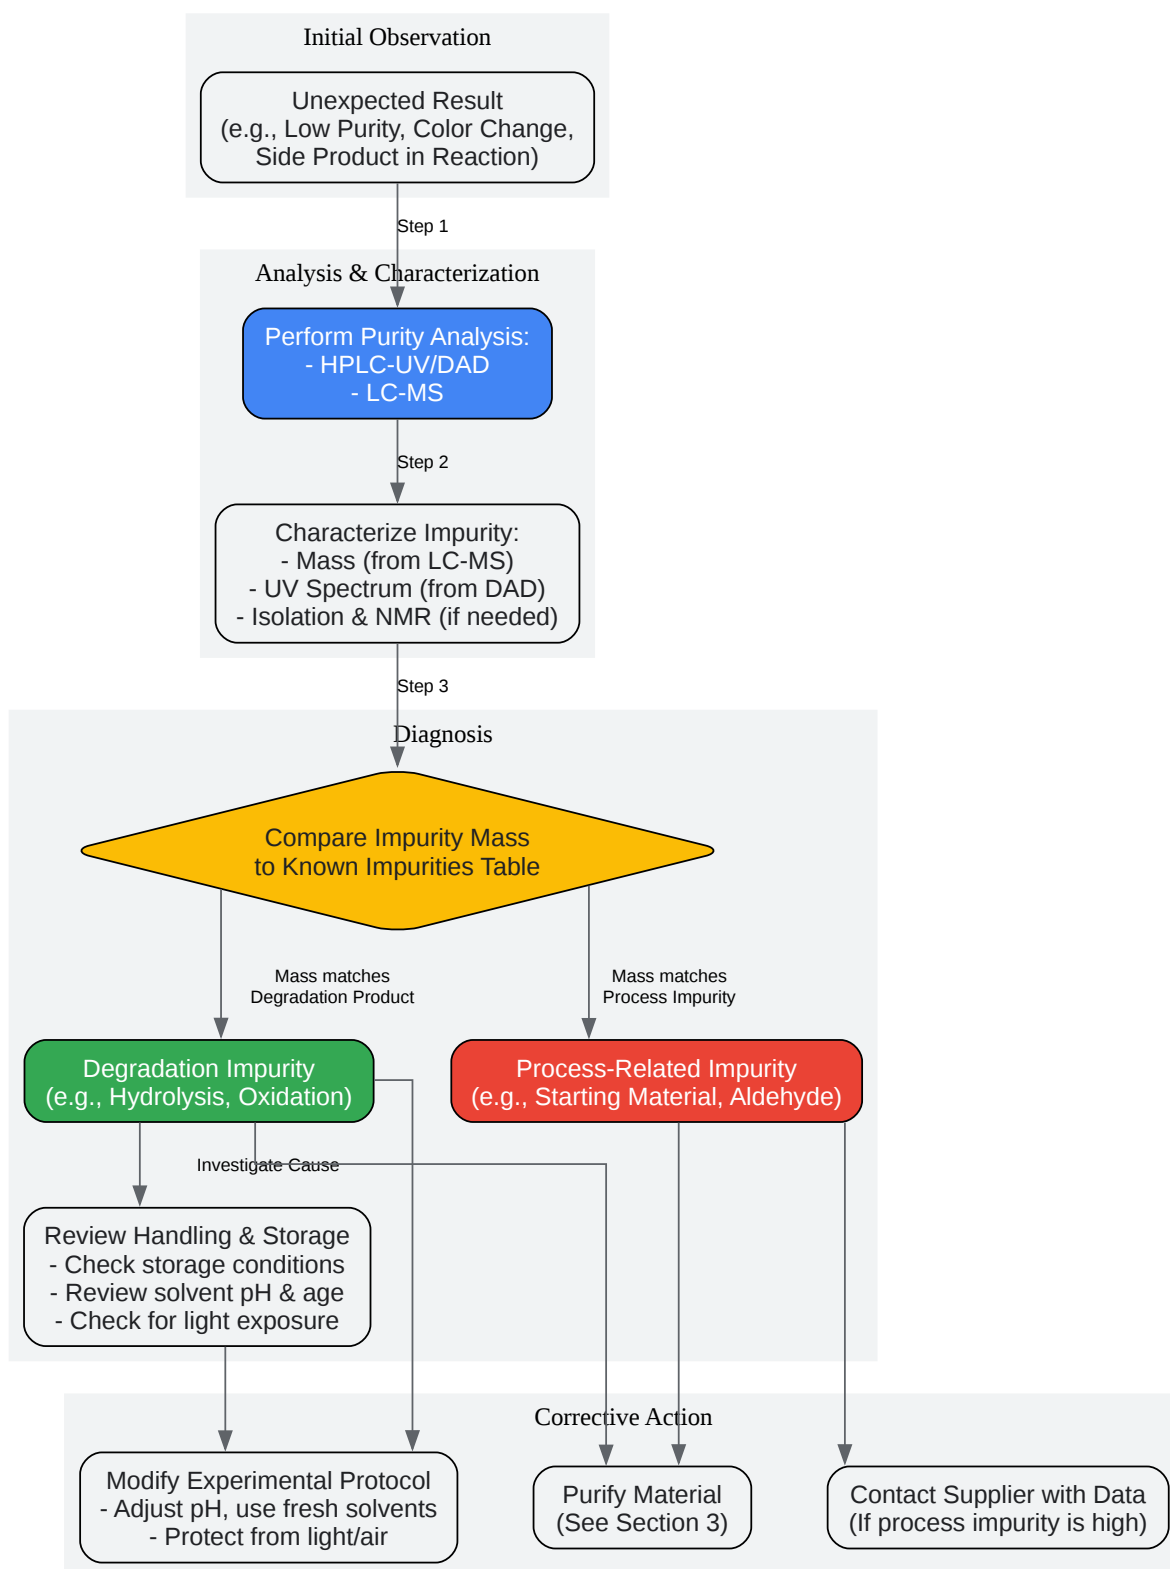 Initial Observation
Unexpected Result
(e.g., Low Purity, Color Change,
Side Product in Reaction)
Step 1
Analysis & Characterization
Perform Purity Analysis:
- HPLC-UV/DAD
- LC-MS
Step 2
Characterize Impurity:
- Mass (from LC-MS)
- UV Spectrum (from DAD)
- Isolation & NMR (if needed)
Step 3
Diagnosis
Compare Impurity Mass
to Known Impurities Table
Mass matches
Degradation Product
Mass matches
Process Impurity
Degradation Impurity
(e.g., Hydrolysis, Oxidation)
Process-Related Impurity
(e.g., Starting Material, Aldehyde)
Investigate Cause
Review Handling & Storage
- Check storage conditions
- Review solvent pH & age
- Check for light exposure
Corrective Action
Modify Experimental Protocol
- Adjust pH, use fresh solvents
- Protect from light/air
Purify Material
(See Section 3)
Contact Supplier with Data
(If process impurity is high)